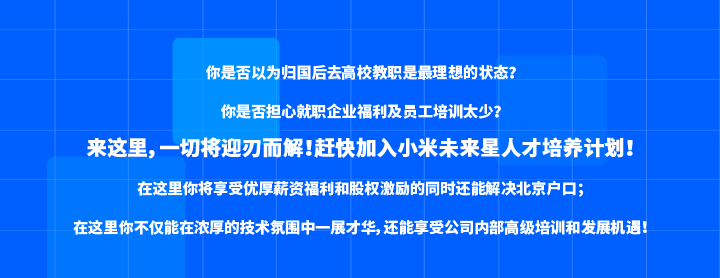 你是否以为归国后去高校教职是最理想的状态？
你是否担心就职企业福利及员工培训太少？
来这里，一切将迎刃而解！赶快加入小米未来星人才培养计划！
在这里你将享受优厚薪资福利和股权激励的同时还能解决北京户口；
在这里你不仅能在浓厚的技术氛围中一展才华，还能享受公司内部高级培训和发展机遇！